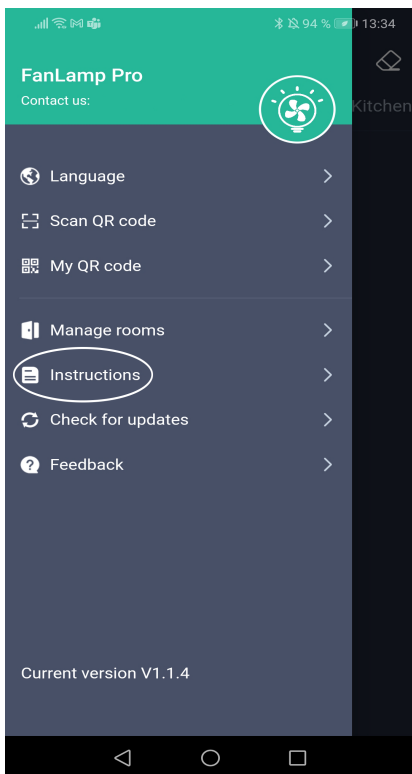 94 % 13:34
FanLamp Pro
Contact us:
Kitchen
Language
Scan QR code
My QR code
Manage rooms
Instructions
Check for updates
Feedback
Current version V1.1.4